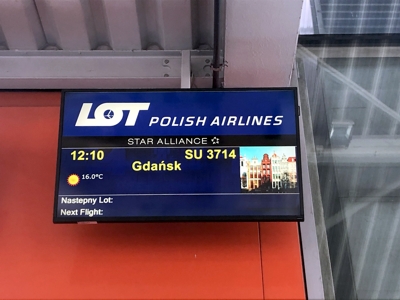 LOT POLISH AIRLINES
STAR ALLIANCE
12:10 SU 3714
Gdańsk
16.0°C
Nastepny Lot:
Next Flight: